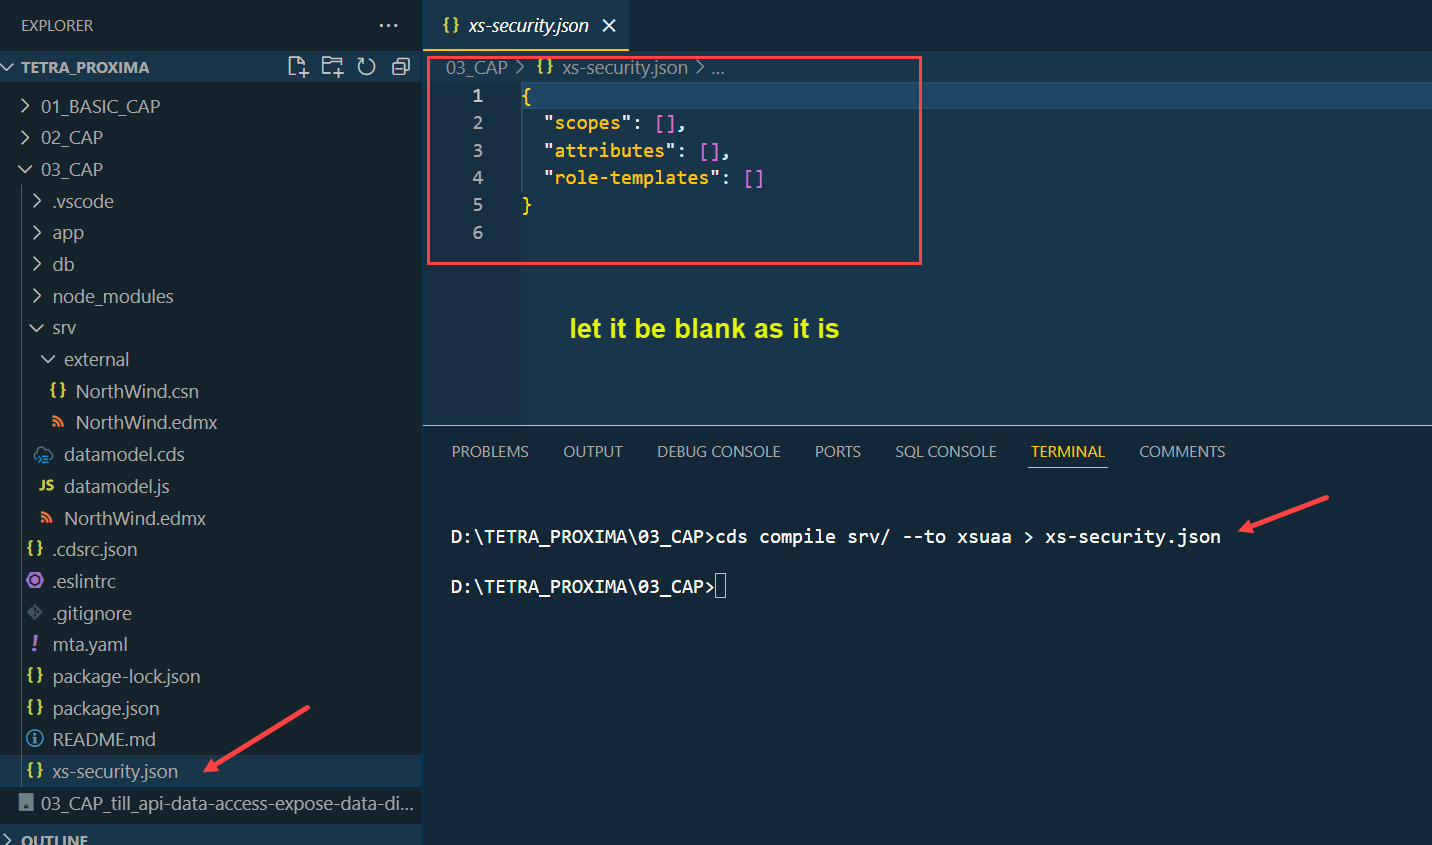 EXPLORER
TETRA_PROXIMA
01_BASIC_CAP
02_CAP
03_CAP
.vscode
app
db
node_modules
srv
external
NorthWind.csn
NorthWind.edmx
datamodel.cds
JS datamodel.js
NorthWind.edmx
.cdsrc.json
.eslintrc
.gitignore
mta.yaml
package-lock.json
package.json
README.md
xs-security.json
03_CAP_till_api-data-access-expose-data-di...
OUTLINE
{} xs-security.json
03_CAP > {} xs-security.json > ...
1 {
2 "scopes": [],
3 "attributes": [],
4 "role-templates": []
5 }
6
let it be blank as it is
PROBLEMS OUTPUT DEBUG CONSOLE PORTS SQL CONSOLE TERMINAL COMMENTS
D:\TETRA_PROXIMA\03_CAP>cds compile srv/ --to xsuaa > xs-security.json
D:\TETRA_PROXIMA\03_CAP>